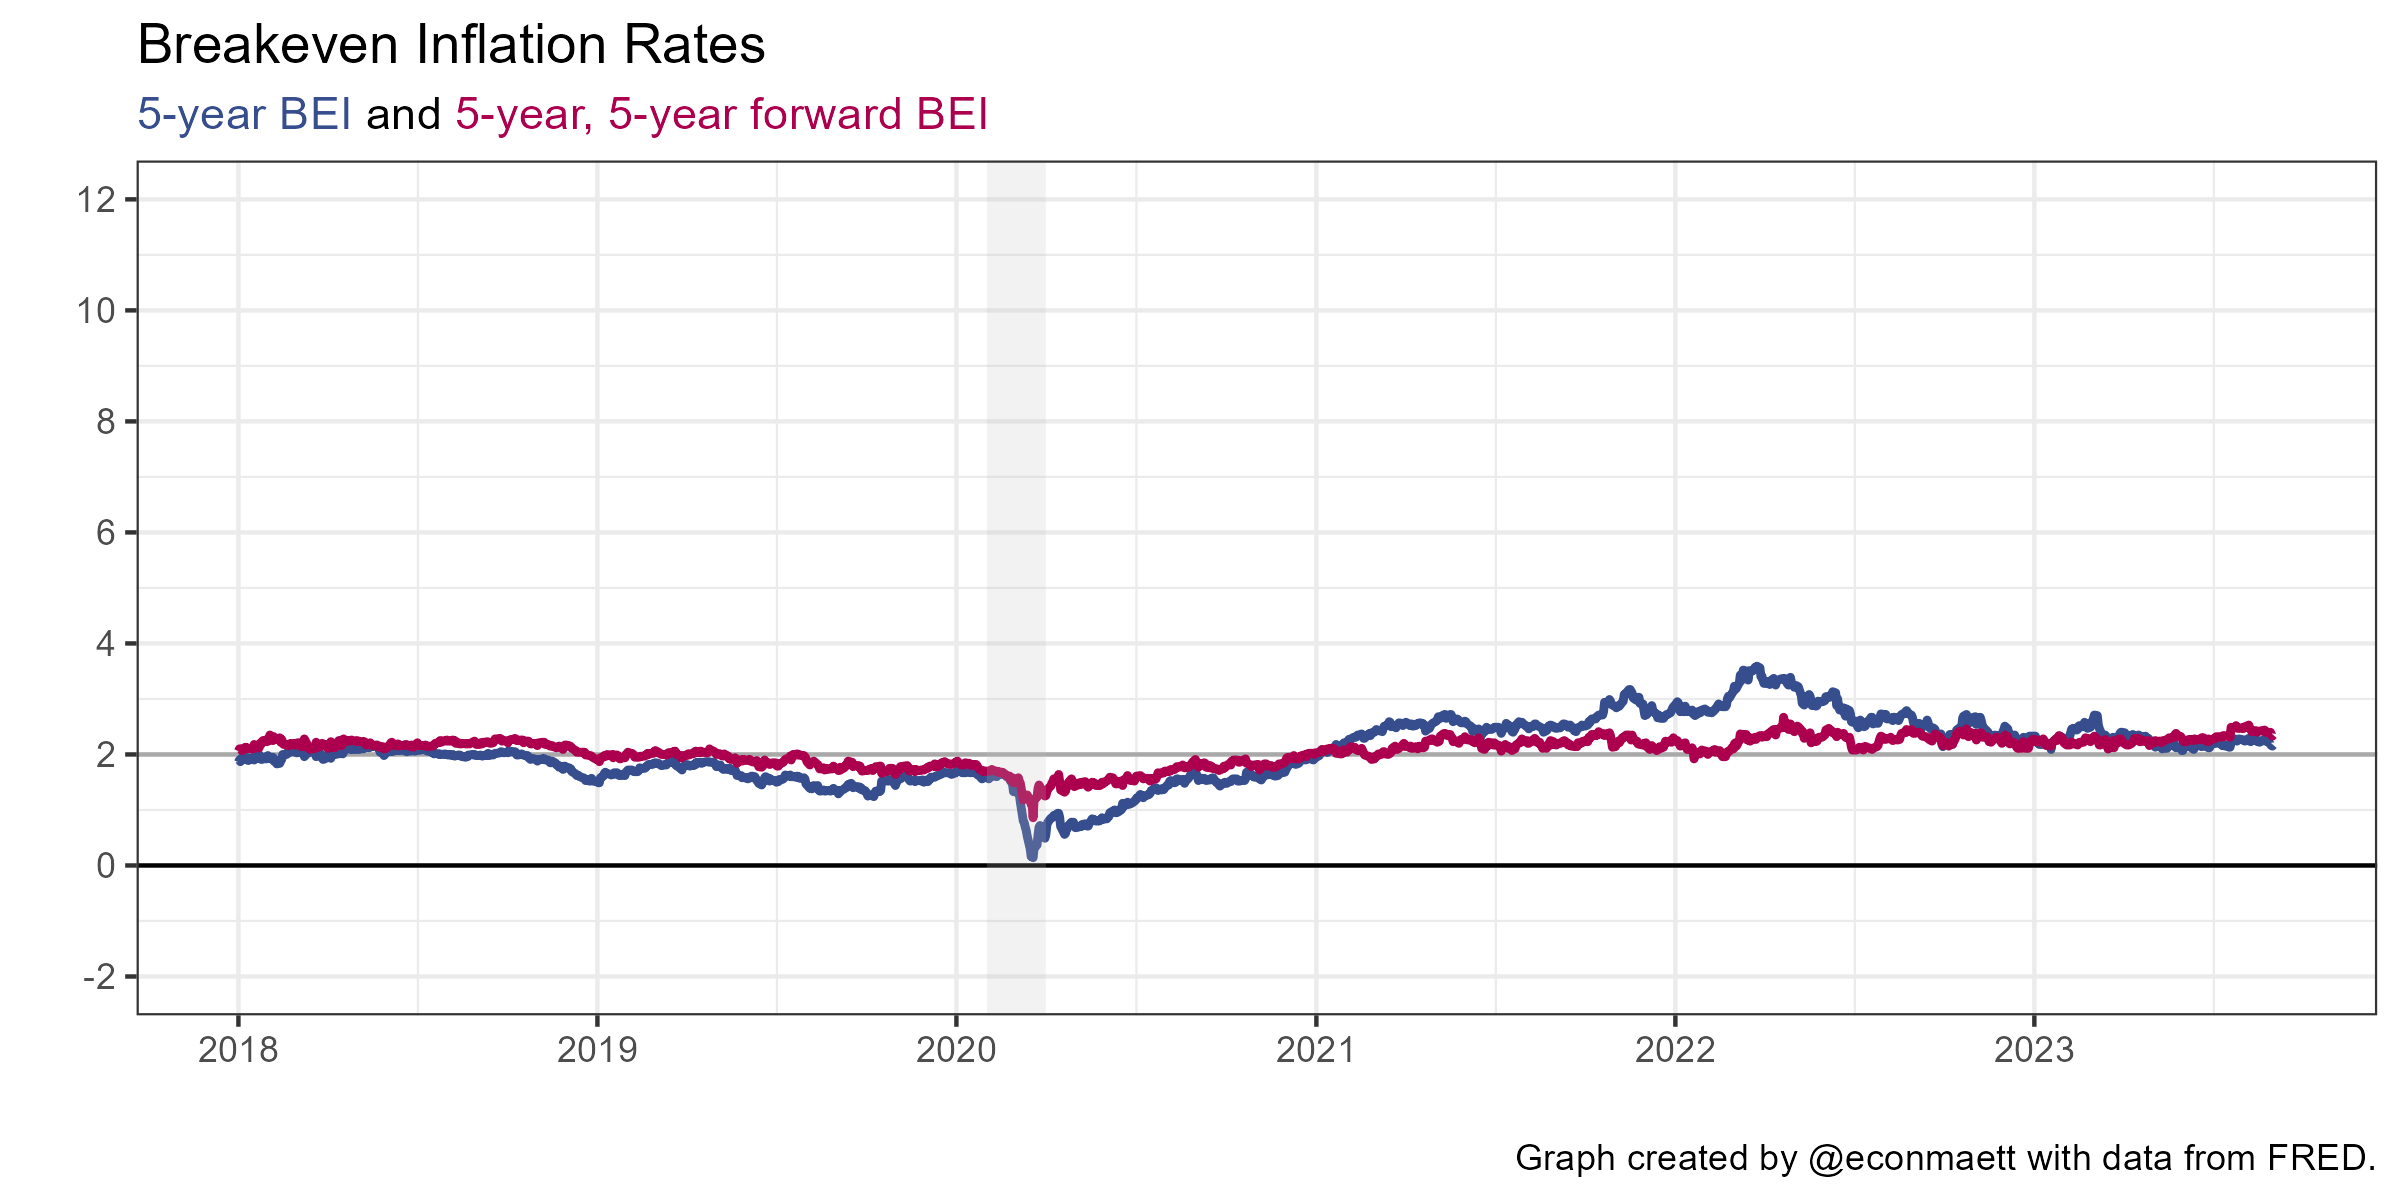 Breakeven Inflation Rates
5-year BEI and 5-year, 5-year forward BEI
12
10
8
6
4
2
0
-2
2018 2019 2020 2021 2022 2023
Graph created by @econmaett with data from FRED.